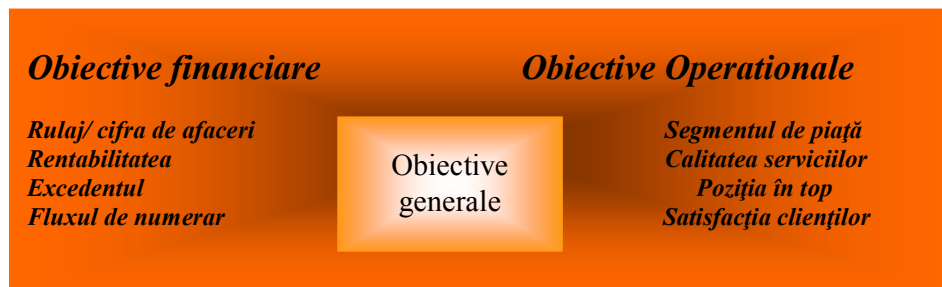 Obiective financiare
Rulaj/ cifra de afaceri
Rentabilitatea
Excedentul
Fluxul de numerar
Obiective
generale
Obiective Operationale
Segmentul de piaţă
Calitatea serviciilor
Poziţia în top
Satisfacţia clienţilor